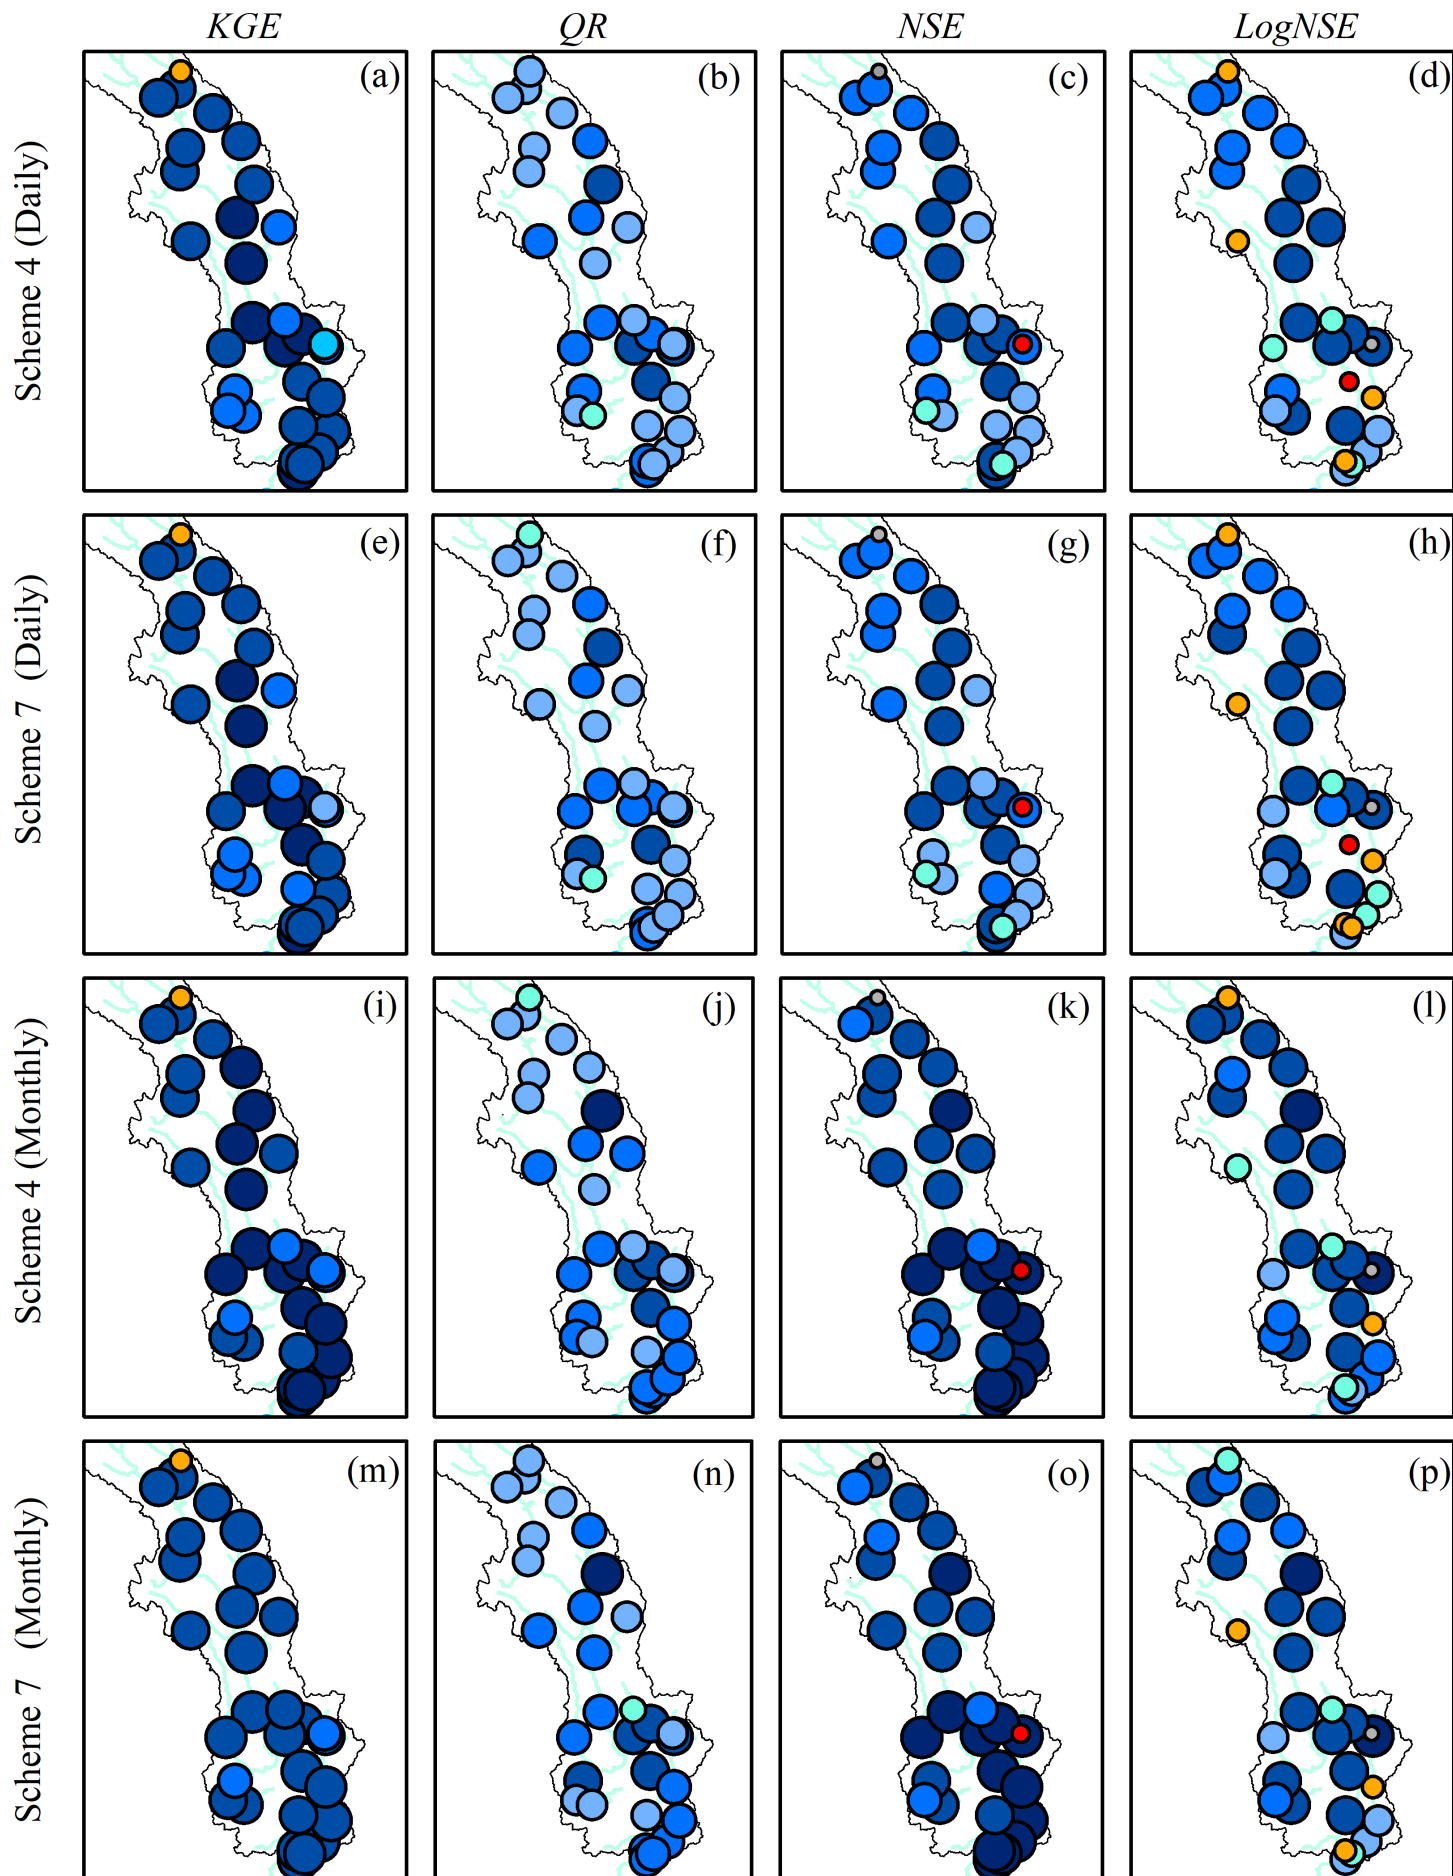 KGE QR NSE LogNSE
Scheme 4 (Daily)
(a) (b) (c) (d)
Scheme 7 (Daily)
(e) (f) (g) (h)
Scheme 4 (Monthly)
(i) (j) (k) (l)
Scheme 7 (Monthly)
(m) (n) (o) (p)